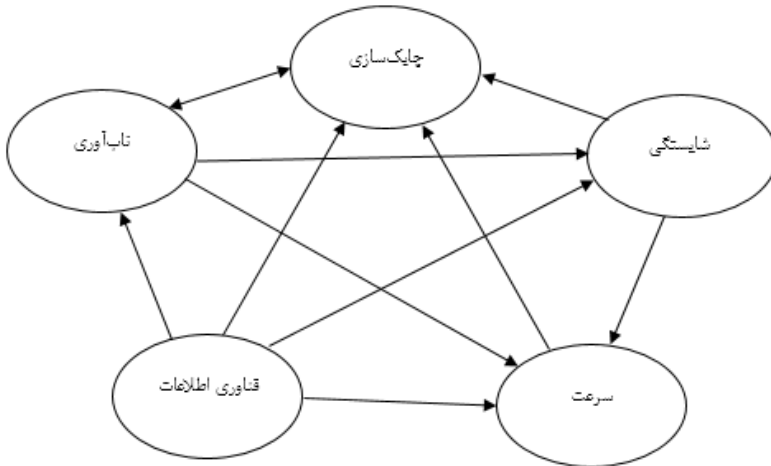 چابک‌سازی
تاب‌آوری
شایستگی
فناوری اطلاعات
سرعت